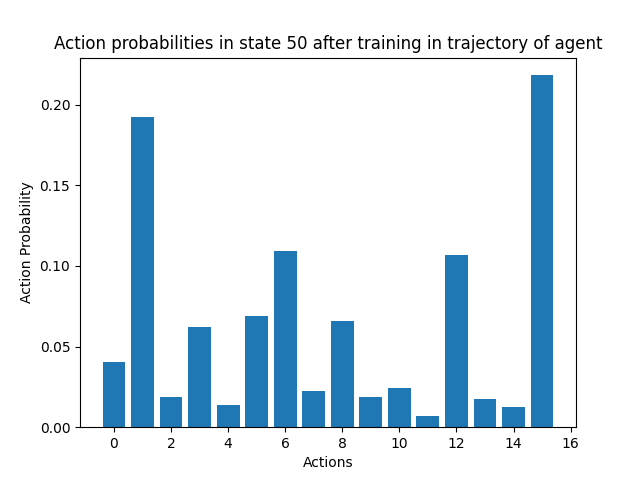 Action probabilities in state 50 after training in trajectory of agent
0.20
0.15
0.10
0.05
0.00
Action Probability
0 2 4 6 8 10 12 14 16
Actions